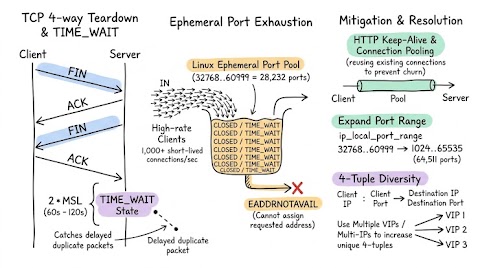 TCP 4-way Teardown
& TIME_WAIT
Client
Server
FIN
ACK
FIN
ACK
2 • MSL
(60s – 120s)
TIME_WAIT
State
Catches delayed
duplicate packets
Delayed duplicate
packet
Ephemeral Port Exhaustion
Linux Ephemeral Port Pool
(32768..60999 = 28,232 ports)
IN
High-rate
Clients
1,000+ short-lived
connections/sec
CLOSED / TIME_WAIT
CLOSED / TIME_WAIT
CLOSED / TIME_WAIT
CLOSED / TIME_WAIT
CLOSED / TIME_WAIT
CLOSED / TIME_WAIT
EADDRNOTAVAIL
(Cannot assign
requested address)
Mitigation & Resolution
HTTP Keep-Alive &
Connection Pooling
(reusing existing connections
to prevent churn)
Client
Pool
Server
Expand Port Range
ip_local_port_range
32768..60999 → 1024..65535
(64,511 ports)
4-Tuple Diversity
Client IP : Client Port → Destination IP Destination Port
Use Multiple VIPs /
Multi-IPs to increase
unique 4-tuples
VIP 1
VIP 2
VIP 3